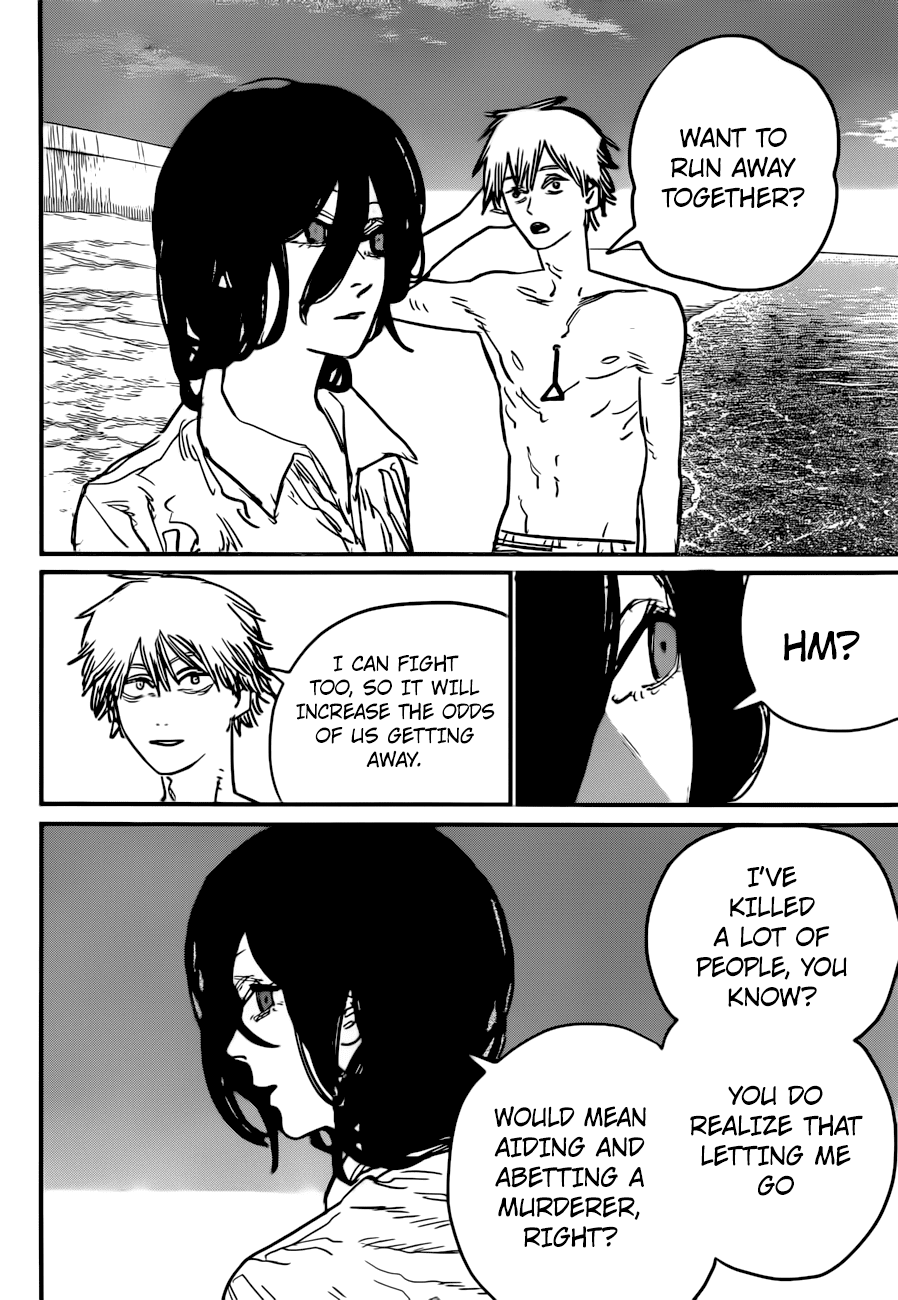 WANT TO
RUN AWAY
TOGETHER?
I CAN FIGHT
TOO, SO IT WILL
INCREASE THE ODDS
OF US GETTING
AWAY.
HM?
I'VE
KILLED
A LOT OF
PEOPLE, YOU
KNOW?
YOU DO
REALIZE THAT
LETTING ME
GO
WOULD MEAN
AIDING AND
ABETTING A
MURDERER,
RIGHT?